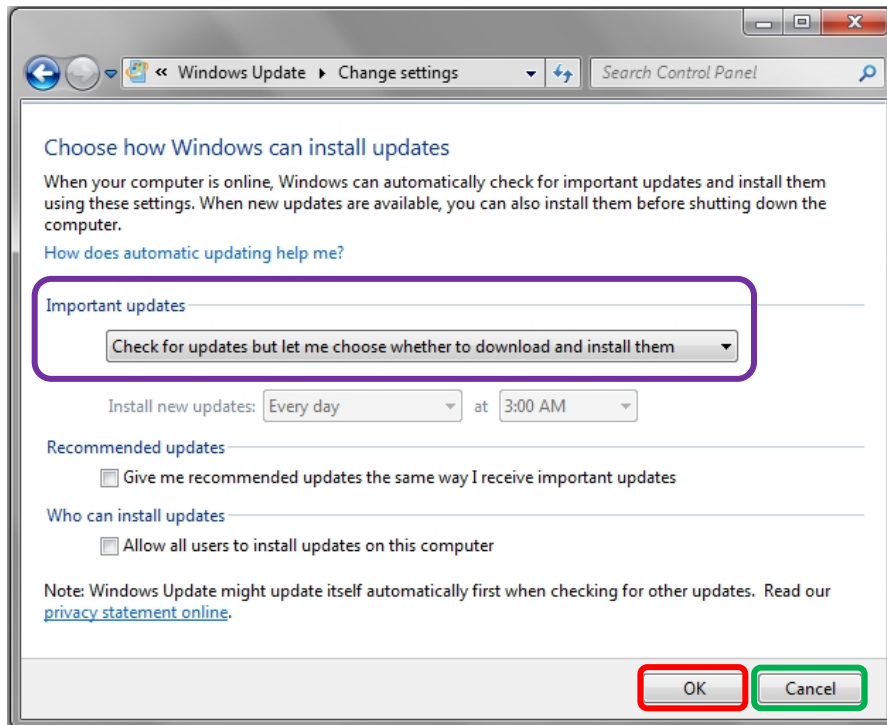 « Windows Update ▸ Change settings
Search Control Panel
Choose how Windows can install updates
When your computer is online, Windows can automatically check for important updates and install them
using these settings. When new updates are available, you can also install them before shutting down the
computer.
How does automatic updating help me?
Important updates
Check for updates but let me choose whether to download and install them
Install new updates: Every day at 3:00 AM
Recommended updates
Give me recommended updates the same way I receive important updates
Who can install updates
Allow all users to install updates on this computer
Note: Windows Update might update itself automatically first when checking for other updates. Read our
privacy statement online.
OK Cancel